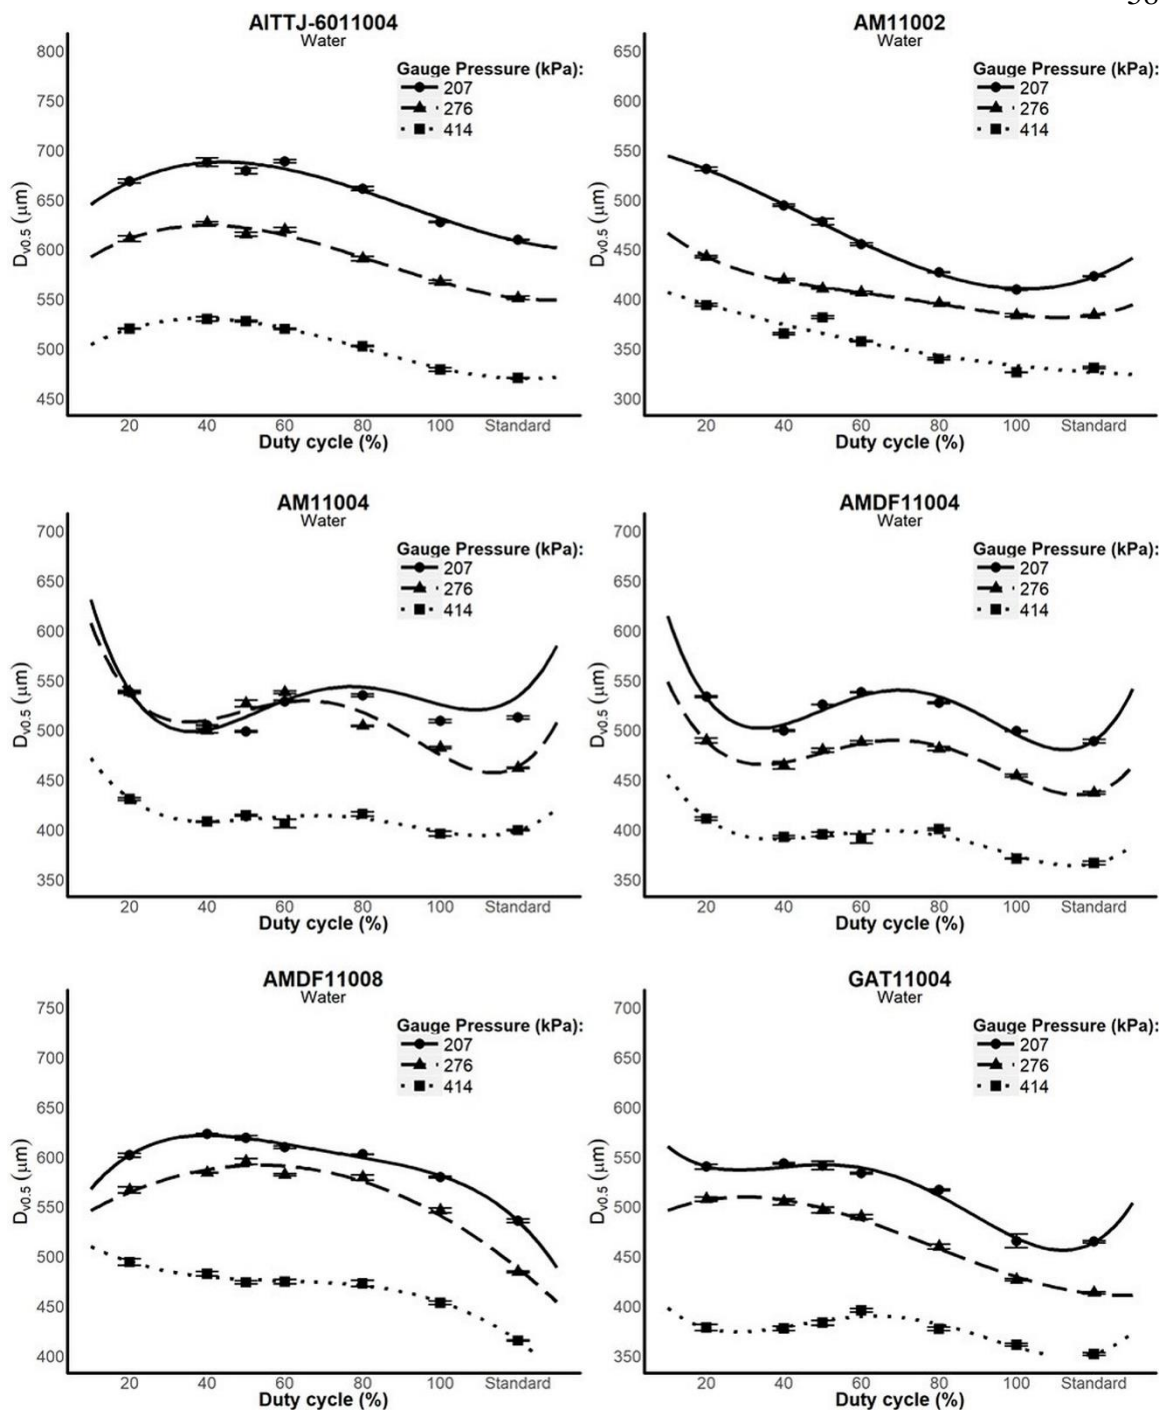 AITTJ-6011004
Water
Gauge Pressure (kPa):
207
276
414
800
750
700
650
600
550
500
450
Dv0.5 (μm)
20 40 60 80 100 Standard
Duty cycle (%)
AM11002
Water
Gauge Pressure (kPa):
207
276
414
650
600
550
500
450
400
350
300
Dv0.5 (μm)
20 40 60 80 100 Standard
Duty cycle (%)
AM11004
Water
Gauge Pressure (kPa):
207
276
414
700
650
600
550
500
450
400
350
Dv0.5 (μm)
20 40 60 80 100 Standard
Duty cycle (%)
AMDF11004
Water
Gauge Pressure (kPa):
207
276
414
700
650
600
550
500
450
400
350
Dv0.5 (μm)
20 40 60 80 100 Standard
Duty cycle (%)
AMDF11008
Water
Gauge Pressure (kPa):
207
276
414
750
700
650
600
550
500
450
400
Dv0.5 (μm)
20 40 60 80 100 Standard
Duty cycle (%)
GAT11004
Water
Gauge Pressure (kPa):
207
276
414
700
650
600
550
500
450
400
350
Dv0.5 (μm)
20 40 60 80 100 Standard
Duty cycle (%)